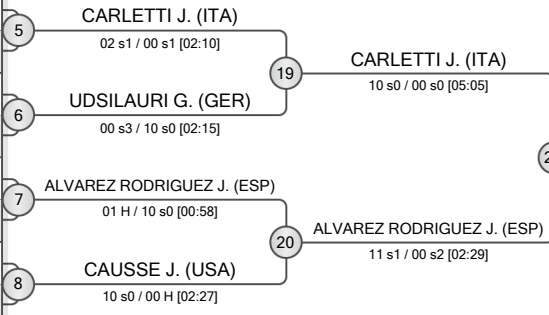 5
CARLETTI J. (ITA)
02 s1 / 00 s1 [02:10]
19
CARLETTI J. (ITA)
10 s0 / 00 s0 [05:05]
6
UDSILAURI G. (GER)
00 s3 / 10 s0 [02:15]
7
ALVAREZ RODRIGUEZ J. (ESP)
01 H / 10 s0 [00:58]
20
ALVAREZ RODRIGUEZ J. (ESP)
11 s1 / 00 s2 [02:29]
8
CAUSSE J. (USA)
10 s0 / 00 H [02:27]